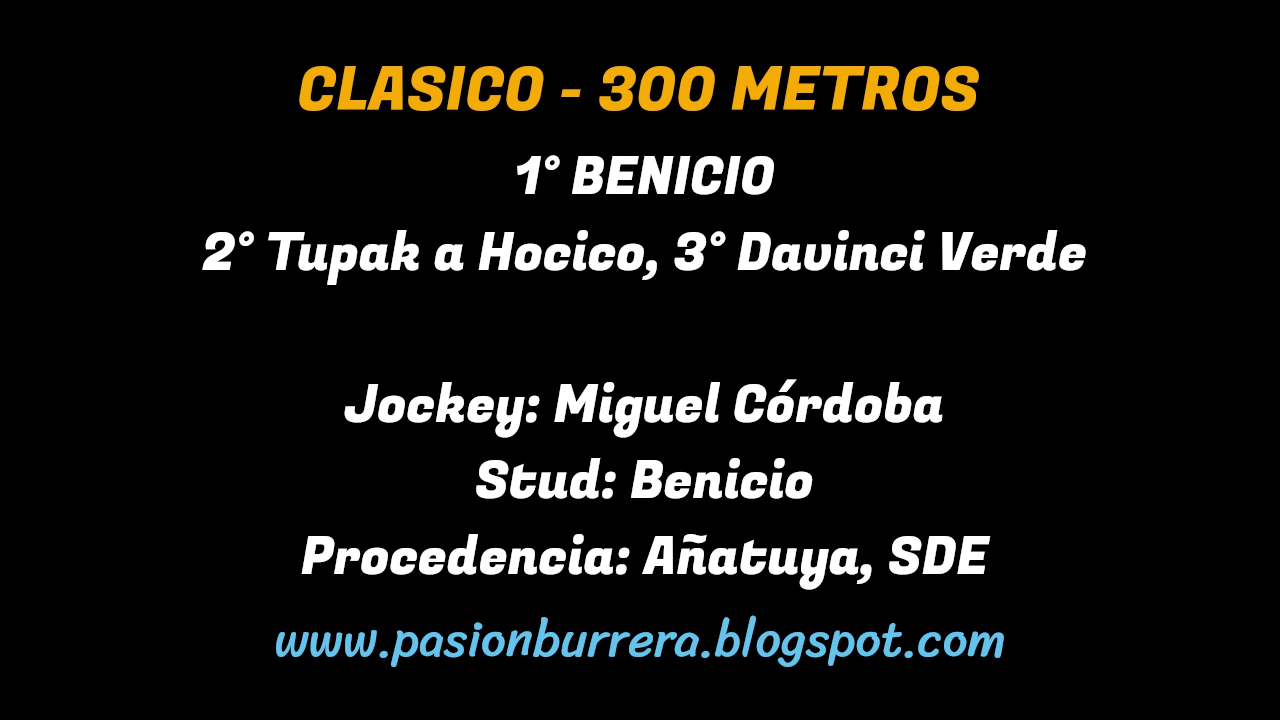 CLASICO - 300 METROS
1° BENICIO
2° Tupak a Hocico, 3° Davinci Verde
Jockey: Miguel Córdoba
Stud: Benicio
Procedencia: Añatuya, SDE
www.pasionburrera.blogspot.com